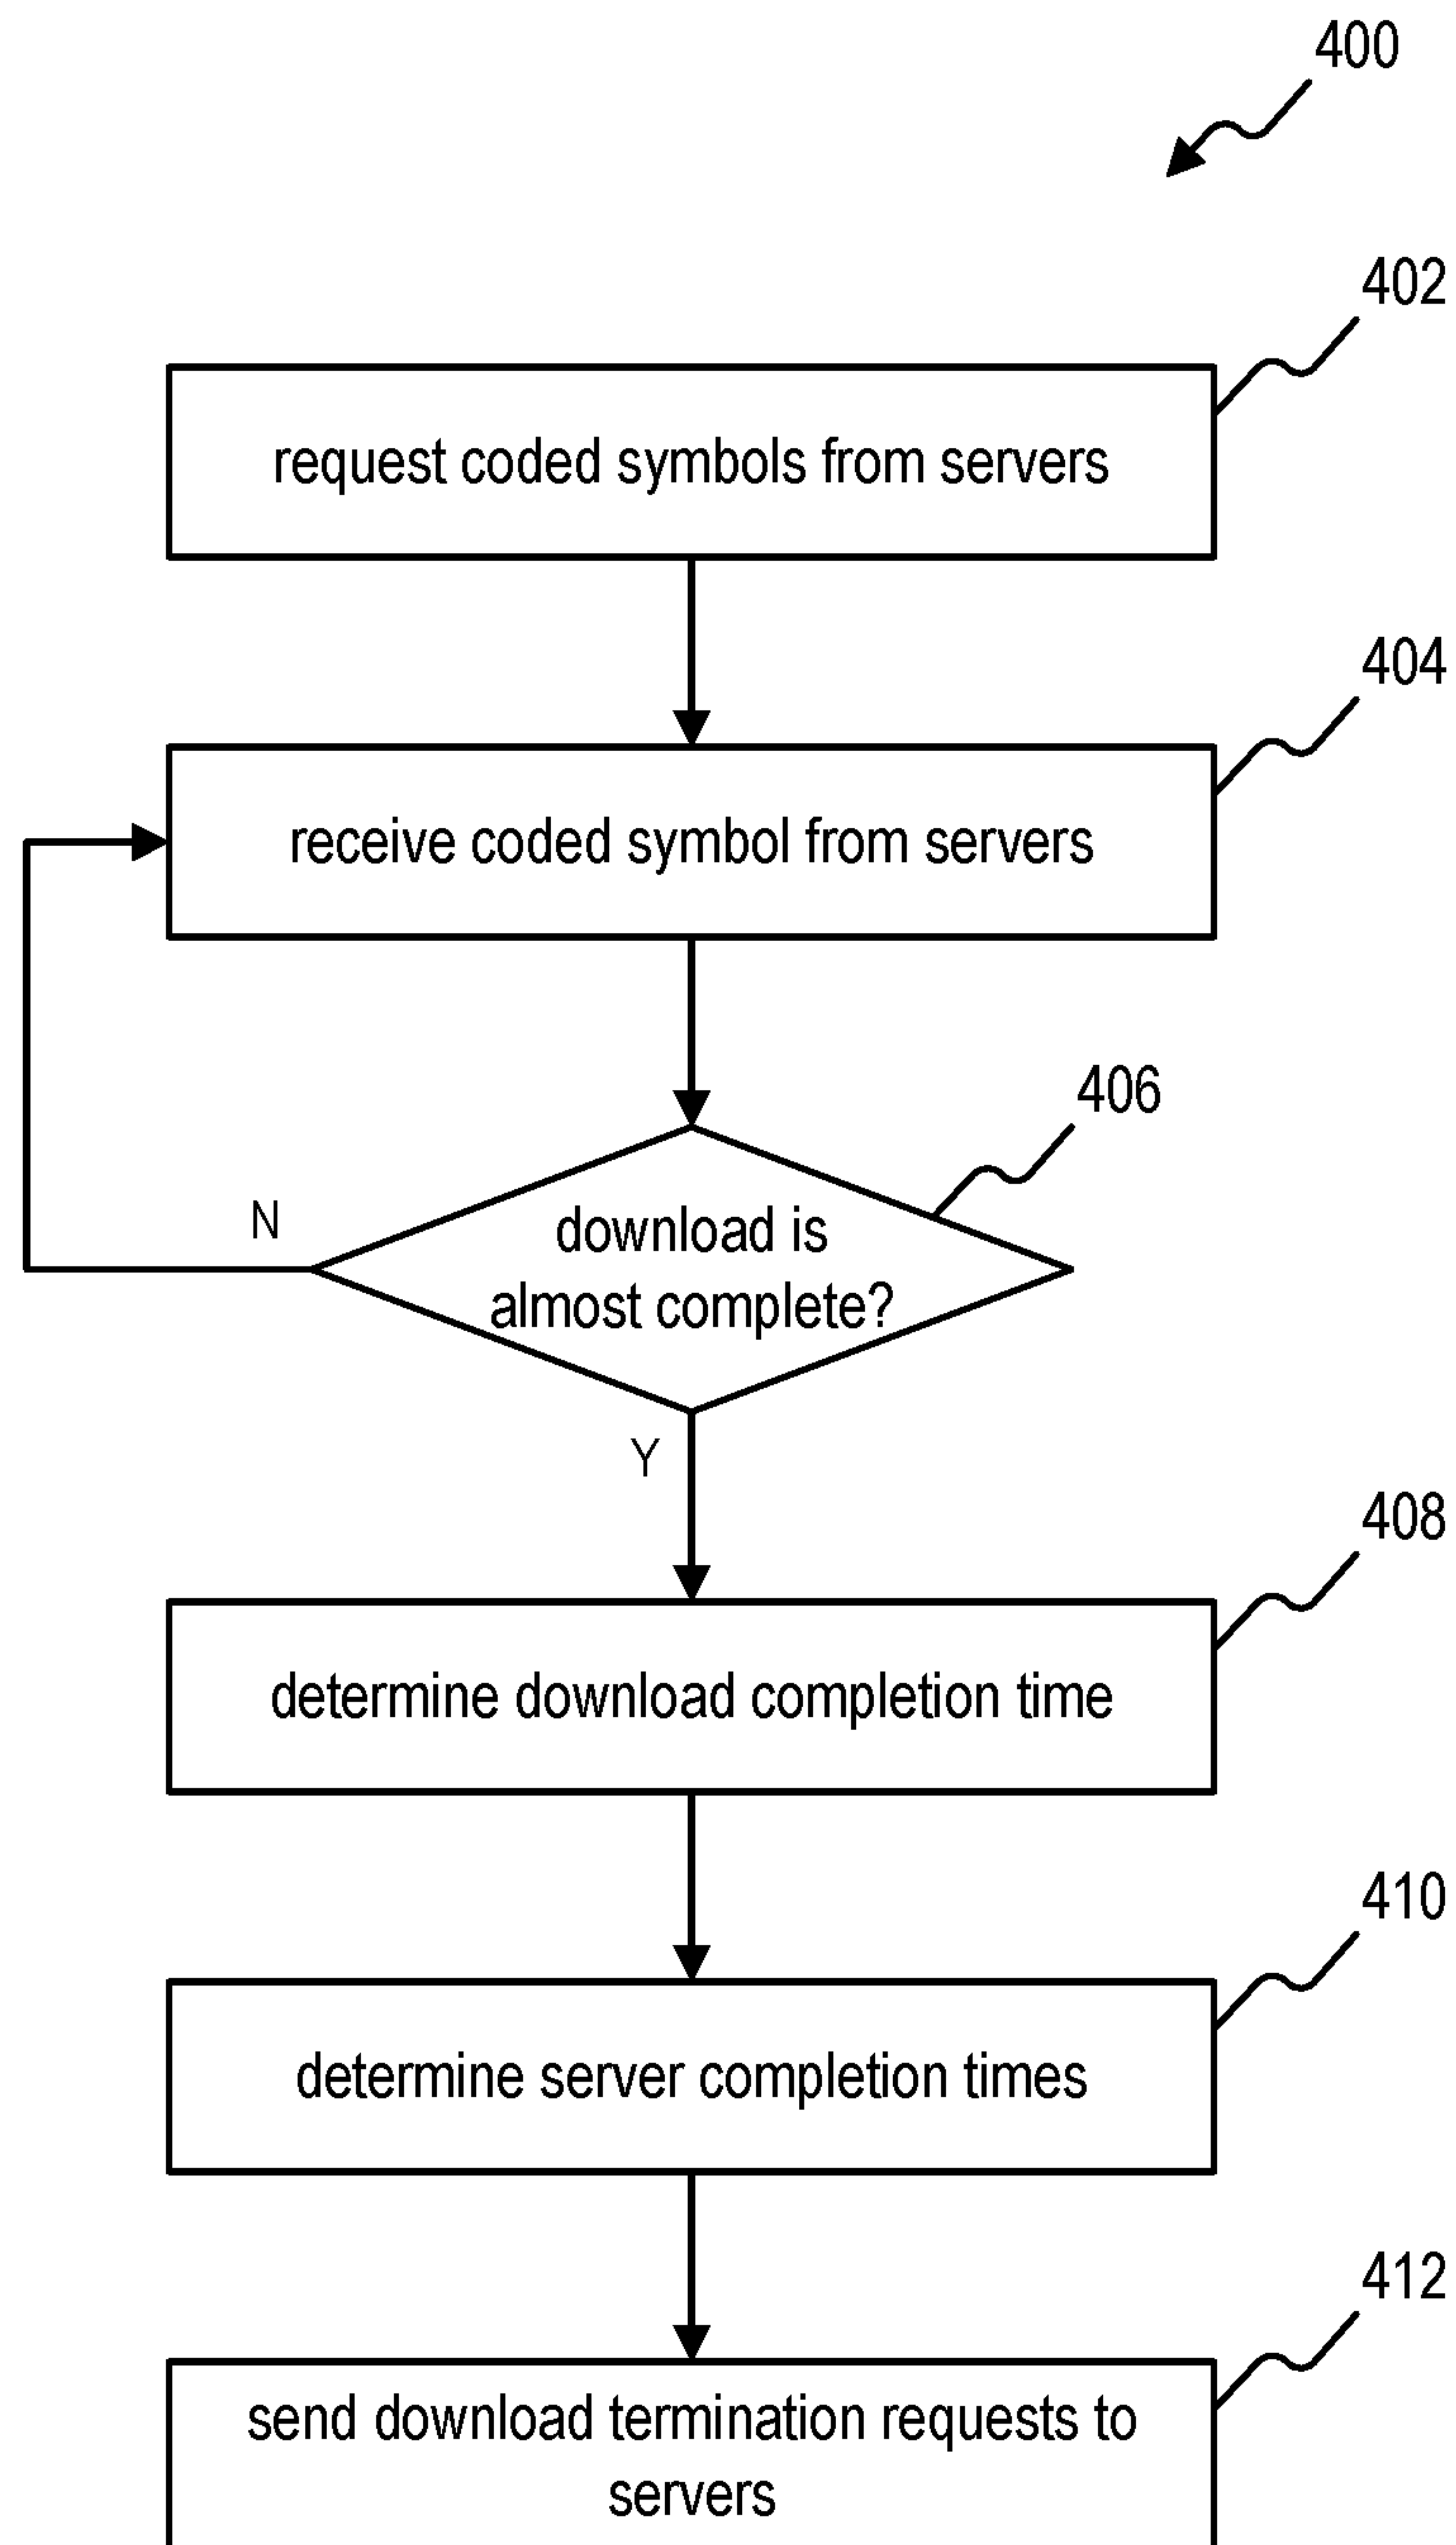 400
402
request coded symbols from servers
404
receive coded symbol from servers
406
download is
almost complete?
N
Y
408
determine download completion time
410
determine server completion times
412
send download termination requests to
servers